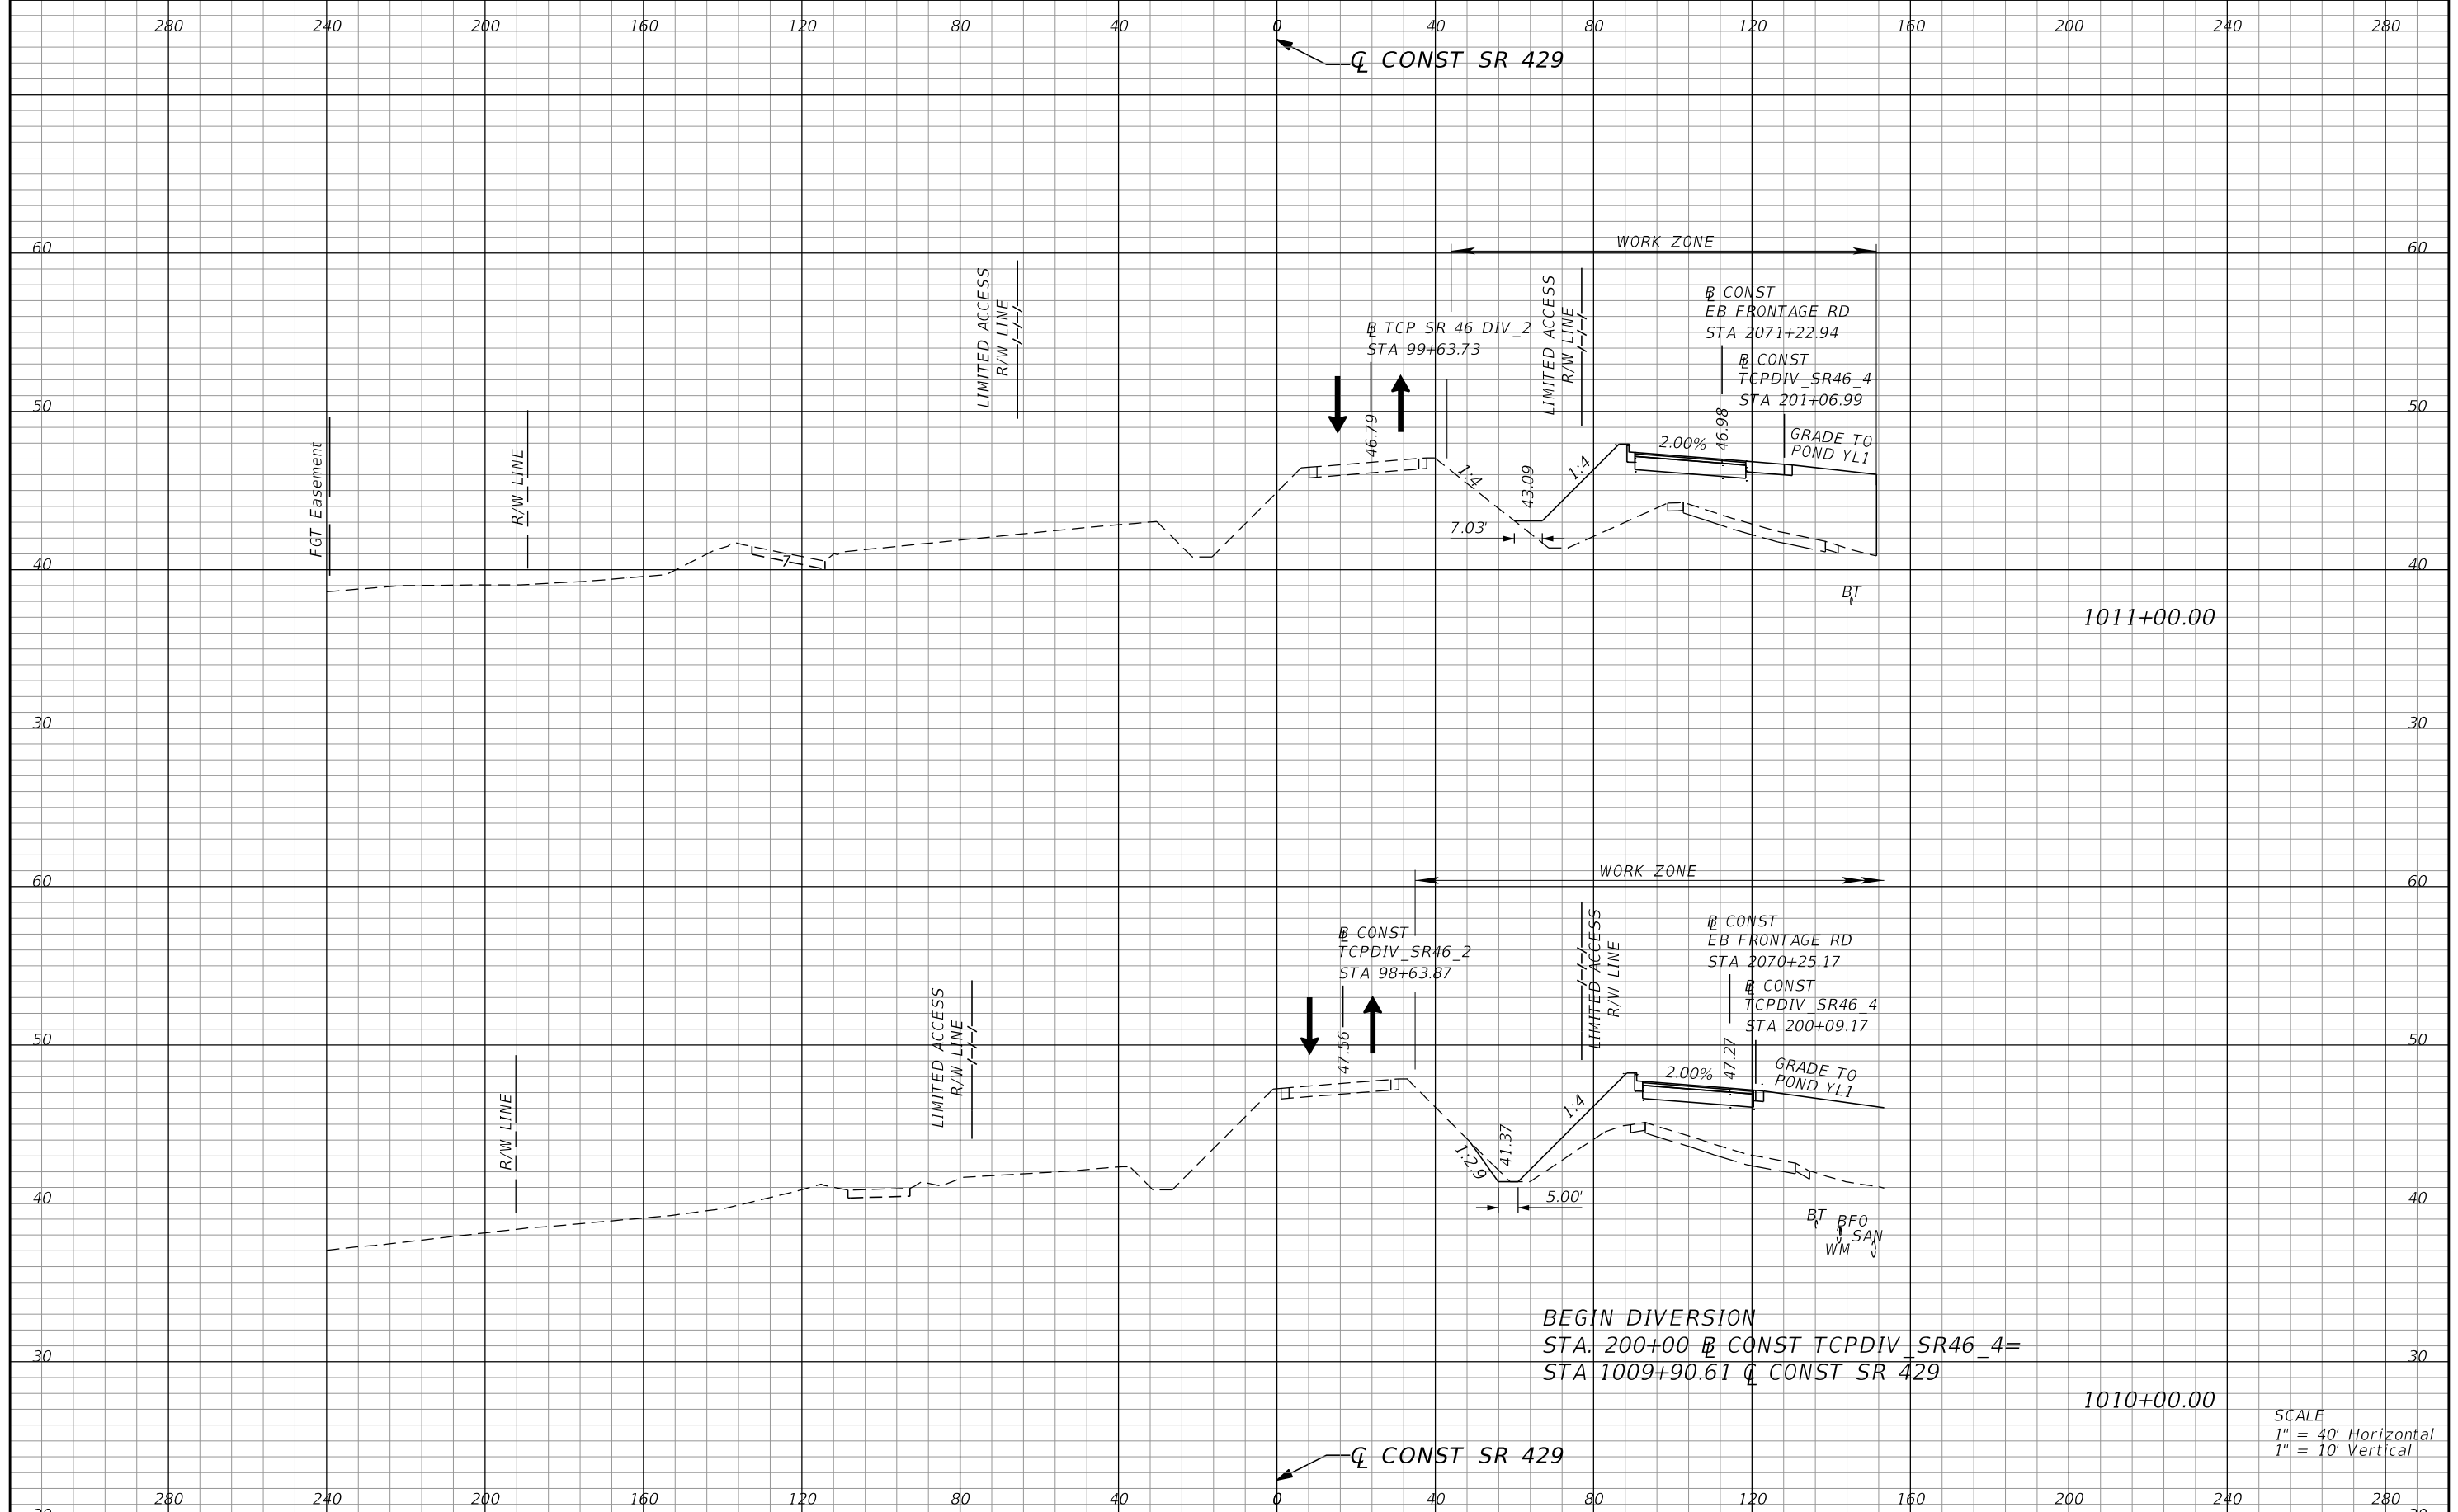 280 240 200 160 120 80 40 0 40 80 120 160 200 240 280
℄ CONST SR 429
60 60
WORK ZONE
LIMITED ACCESS
R/W LINE
LIMITED ACCESS
R/W LINE
B̲L CONST
EB FRONTAGE RD
STA 2071+22.94
B̲L TCP SR 46 DIV_2
STA 99+63.73
B̲L CONST
TCPDIV_SR46_4
STA 201+06.99
50 50
FGT Easement
R/W LINE
46.79
1:4
43.09
1:4
2.00%
46.98
GRADE TO
POND YL1
7.03'
40 40
BT
1011+00.00
30 30
60 60
WORK ZONE
B̲L CONST
TCPDIV_SR46_2
STA 98+63.87
LIMITED ACCESS
R/W LINE
B̲L CONST
EB FRONTAGE RD
STA 2070+25.17
B̲L CONST
TCPDIV_SR46_4
STA 200+09.17
LIMITED ACCESS
R/W LINE
50 50
R/W LINE
47.56
1:2.9
41.37
1:4
2.00%
47.27
GRADE TO
POND YL1
5.00'
40 40
BT
BFO
SAN
WM
BEGIN DIVERSION
STA. 200+00 B̲L CONST TCPDIV_SR46_4=
STA 1009+90.61 ℄ CONST SR 429
30 30
1010+00.00
SCALE
1" = 40' Horizontal
1" = 10' Vertical
℄ CONST SR 429
280 240 200 160 120 80 40 0 40 80 120 160 200 240 280